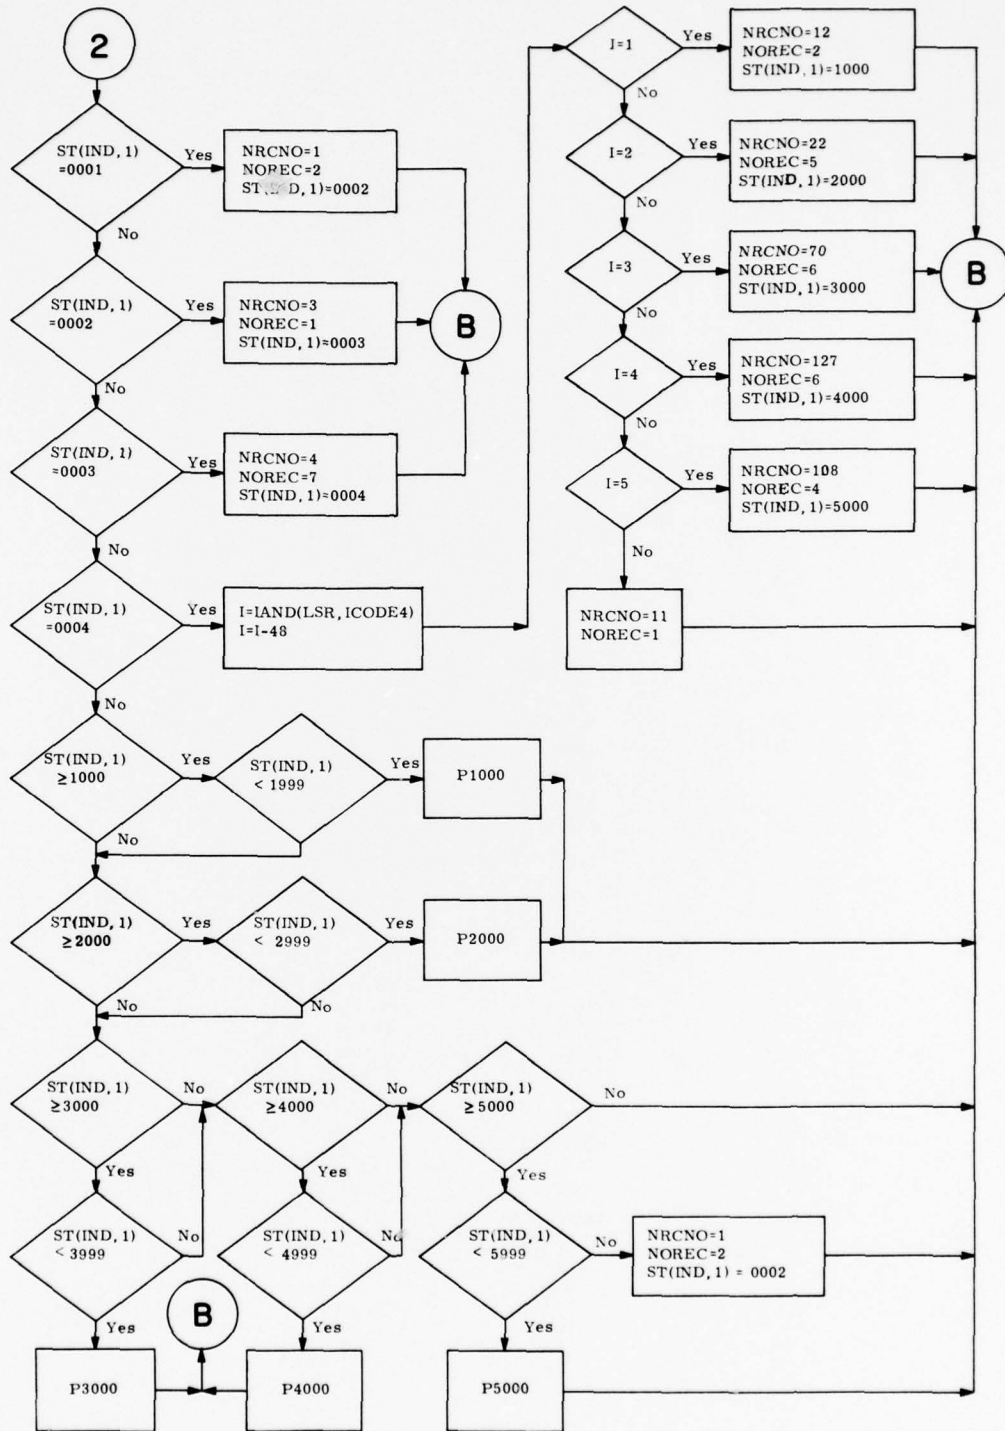 2
ST(IND, 1)
=0001
Yes
NRCNO=1
NOREC=2
D, 1)=0002
No
ST(IND, 1)
=0002
Yes
NRCNO=3
NOREC=1
ST(IND, 1)=0003
B
No
ST(IND, 1)
=0003
Yes
NRCNO=4
NOREC=7
ST(IND, 1)=0004
No
ST(IND, 1)
=0004
Yes
I=IAND(LSR, ICODE4)
I=I-48
No
I=1
Yes
NRCNO=12
NOREC=2
ST(IND, 1)=1000
No
I=2
Yes
NRCNO=22
NOREC=5
ST(IND, 1)=2000
No
I=3
Yes
NRCNO=70
NOREC=6
ST(IND, 1)=3000
B
No
I=4
Yes
NRCNO=127
NOREC=6
ST(IND, 1)=4000
No
I=5
Yes
NRCNO=108
NOREC=4
ST(IND, 1)=5000
No
NRCNO=11
NOREC=1
ST(IND, 1)
≥1000
Yes
ST(IND, 1)
< 1999
Yes
P1000
No
ST(IND, 1)
≥2000
Yes
ST(IND, 1)
< 2999
Yes
P2000
No
No
ST(IND, 1)
≥3000
No
ST(IND, 1)
≥4000
No
ST(IND, 1)
≥5000
No
Yes
Yes
Yes
ST(IND, 1)
< 3999
No
ST(IND, 1)
< 4999
No
ST(IND, 1)
< 5999
No
NRCNO=1
NOREC=2
ST(IND, 1) = 0002
B
Yes
Yes
Yes
P3000
P4000
P5000